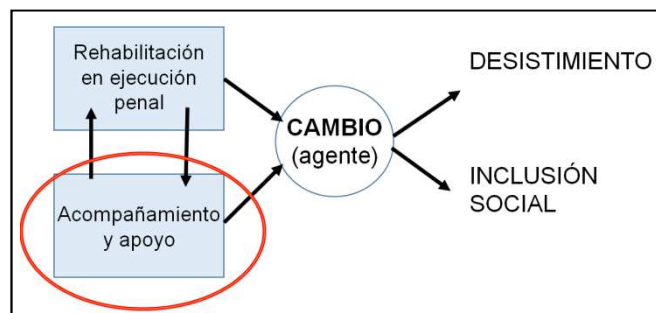 Rehabilitación
en ejecución
penal
Acompañamiento
y apoyo
CAMBIO
(agente)
DESISTIMIENTO
INCLUSIÓN
SOCIAL